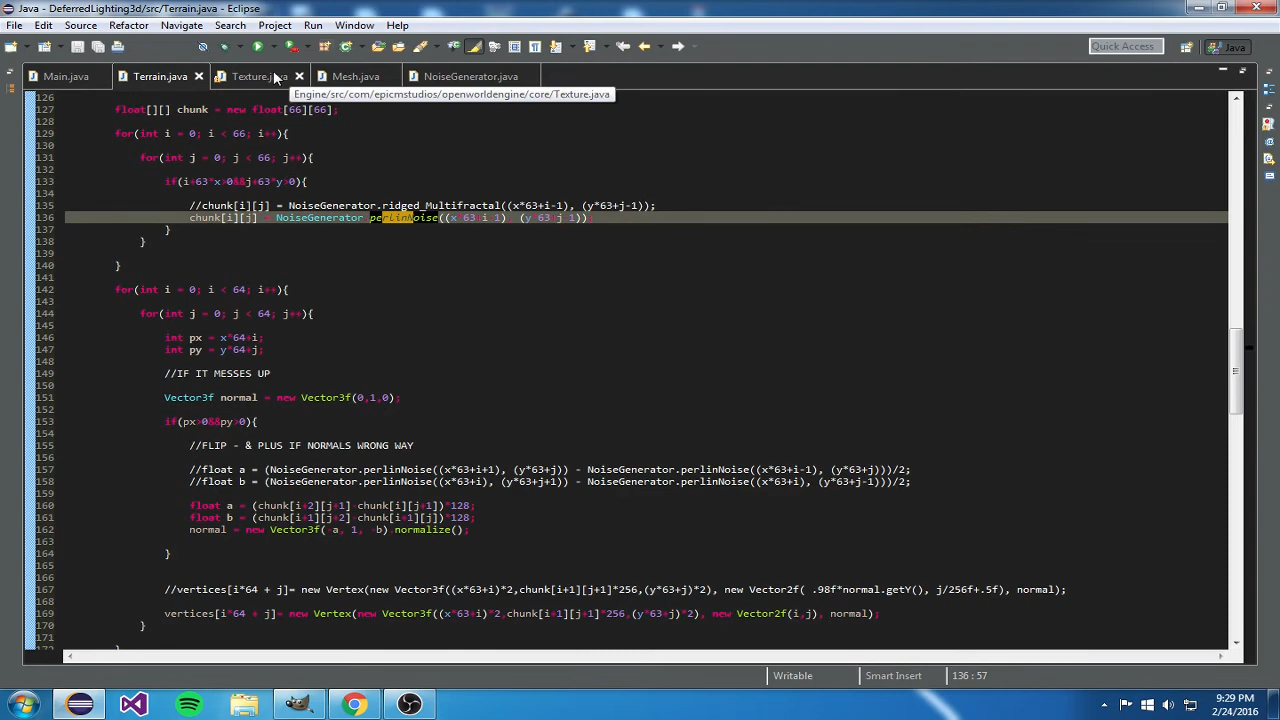 Java - DeferredLighting3d/src/Terrain.java - Eclipse
File Edit Source Refactor Navigate Search Project Run Window Help
Quick Access Java
Main.java Terrain.java Texture.java Mesh.java NoiseGenerator.java
Engine/src/com/epicmstudios/openworldengine/core/Texture.java
126
127 float[][] chunk = new float[66][66];
128
129 for(int i = 0; i < 66; i++){
130
131 for(int j = 0; j < 66; j++){
132
133 if(i+63*x>0&&j+63*y>0){
134
135 //chunk[i][j] = NoiseGenerator.ridged_Multifractal((x*63+i-1), (y*63+j-1));
136 chunk[i][j] = NoiseGenerator.perlinNoise((x*63+i-1), (y*63+j-1));
137 }
138 }
139
140 }
141
142 for(int i = 0; i < 64; i++){
143
144 for(int j = 0; j < 64; j++){
145
146 int px = x*64+i;
147 int py = y*64+j;
148
149 //IF IT MESSES UP
150
151 Vector3f normal = new Vector3f(0,1,0);
152
153 if(px>0&&py>0){
154
155 //FLIP - & PLUS IF NORMALS WRONG WAY
156
157 //float a = (NoiseGenerator.perlinNoise((x*63+i+1), (y*63+j)) - NoiseGenerator.perlinNoise((x*63+i-1), (y*63+j)))/2;
158 //float b = (NoiseGenerator.perlinNoise((x*63+i), (y*63+j+1)) - NoiseGenerator.perlinNoise((x*63+i), (y*63+j-1)))/2;
159
160 float a = (chunk[i+2][j+1]-chunk[i][j+1])*128;
161 float b = (chunk[i+1][j+2]-chunk[i+1][j])*128;
162 normal = new Vector3f(-a, 1, -b).normalize();
163
164 }
165
166
167 //vertices[i*64 + j]= new Vertex(new Vector3f((x*63+i)*2,chunk[i+1][j+1]*256,(y*63+j)*2), new Vector2f( .98f*normal.getY(), j/256f+.5f), normal);
168
169 vertices[i*64 + j]= new Vertex(new Vector3f((x*63+i)*2,chunk[i+1][j+1]*256,(y*63+j)*2), new Vector2f(i,j), normal);
170 }
171
172 }
Writable Smart Insert 136 : 57
9:29 PM
2/24/2016